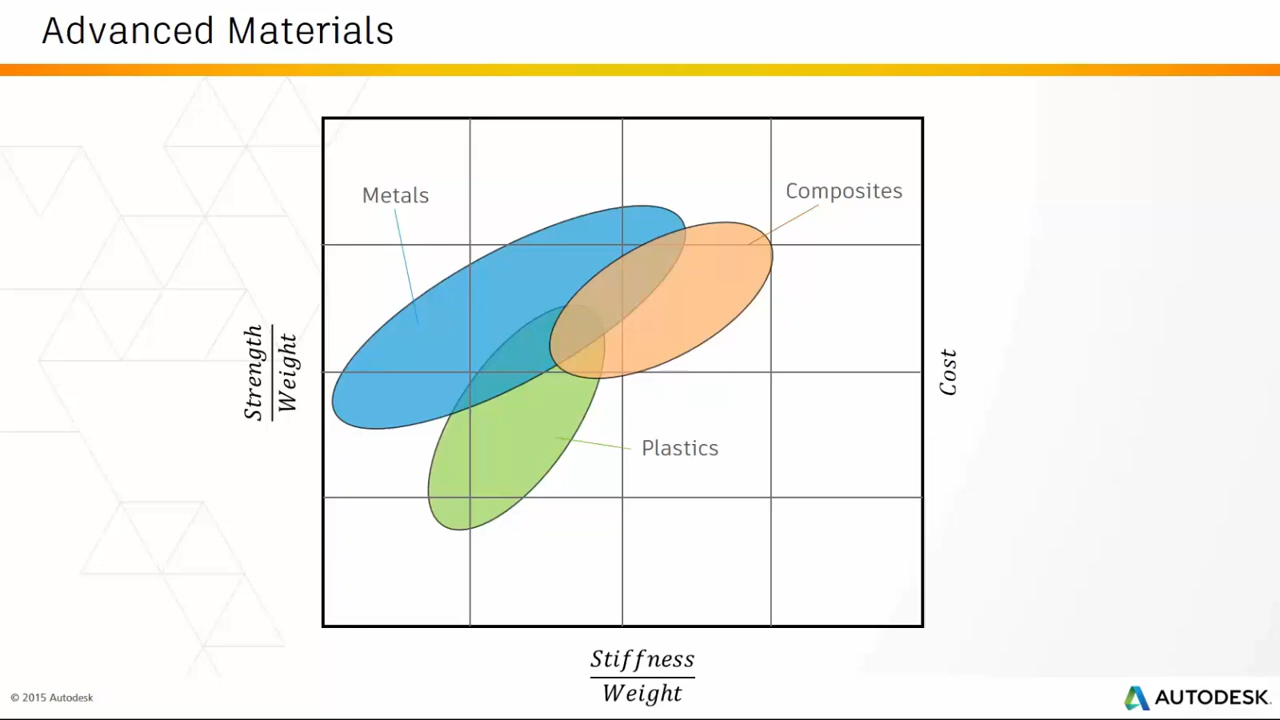 Advanced Materials
Metals
Composites
Strength
Weight
Cost
Plastics
Stiffness
Weight
© 2015 Autodesk
AUTODESK.